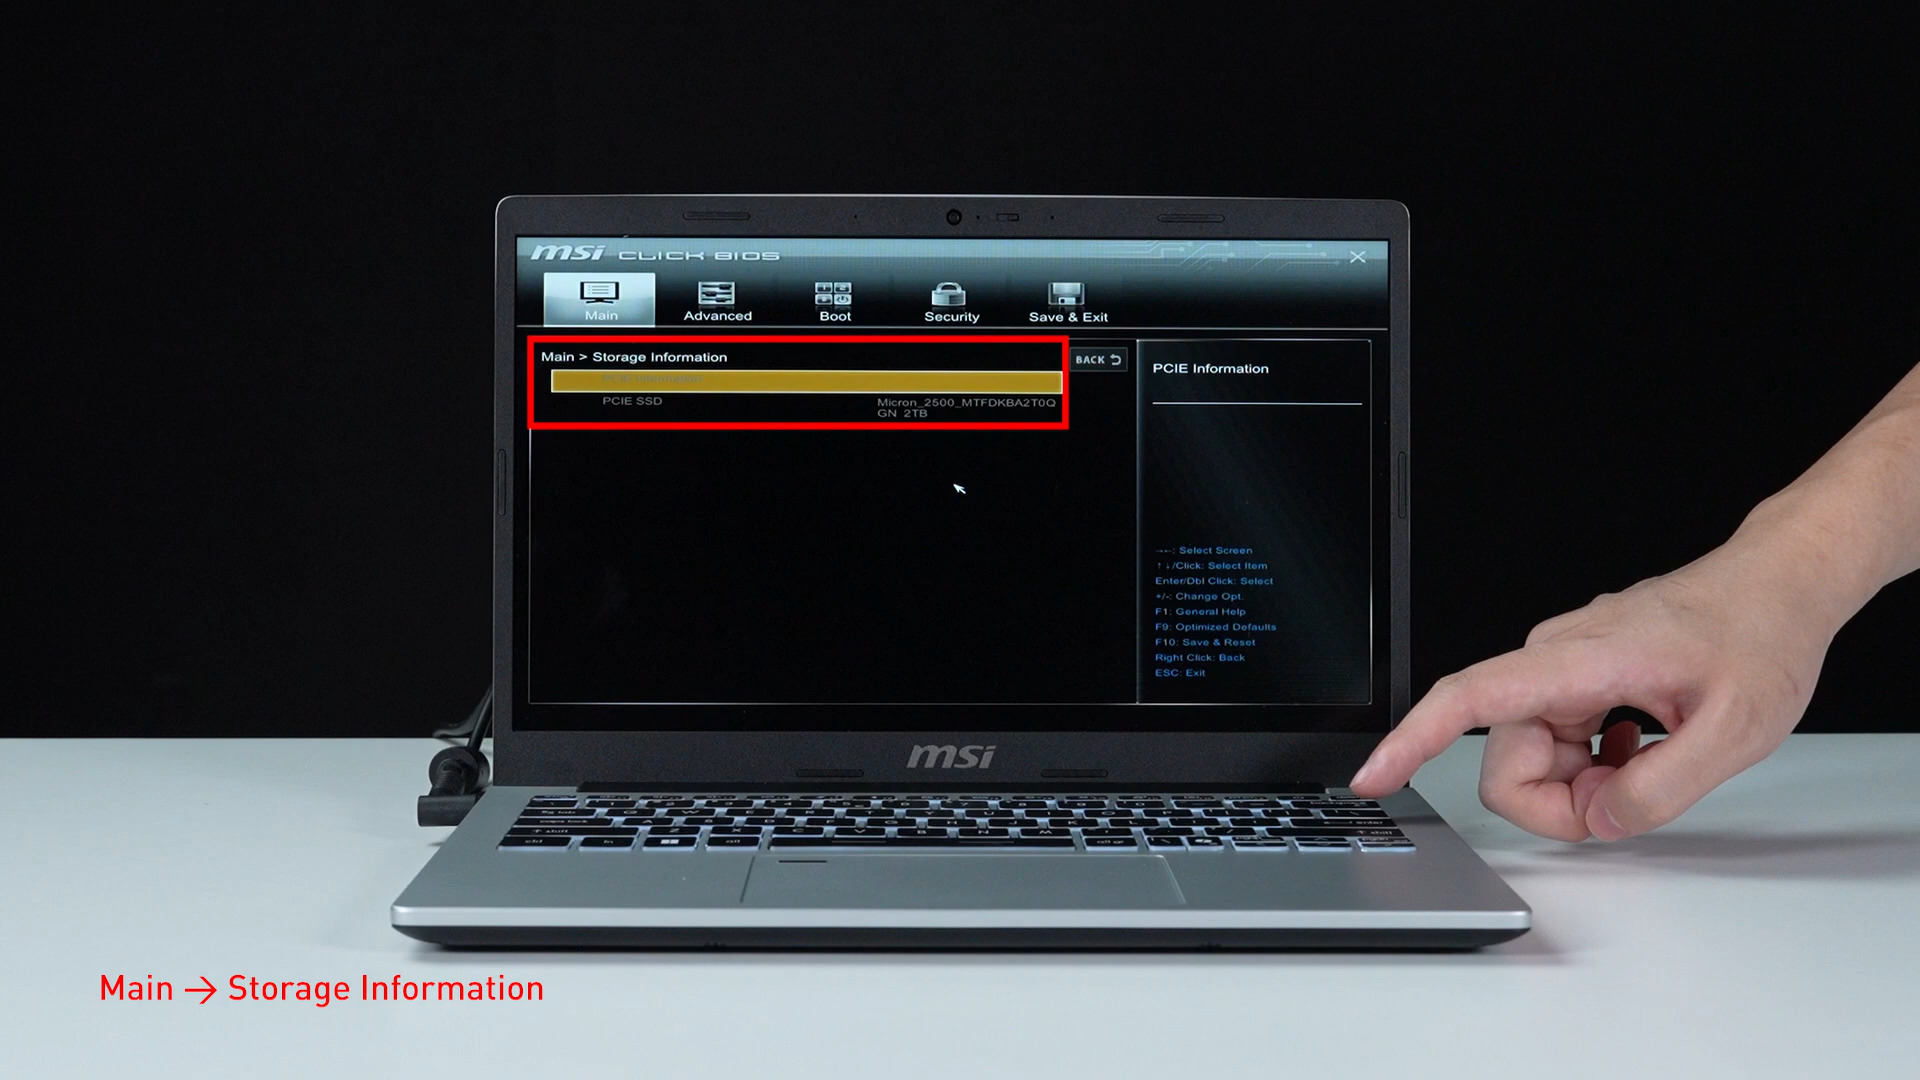 msi CLICK BIOS
Main Advanced Boot Security Save & Exit
Main > Storage Information
BACK
PCIE Information
PCIE SSD
Micron_2500_MTFDKBA2T0Q
GN 2TB
PCIE Information
→←: Select Screen
↑↓/Click: Select Item
Enter/Dbl Click: Select
+/-: Change Opt.
F1: General Help
F9: Optimized Defaults
F10: Save & Reset
Right Click: Back
ESC: Exit
msi
Main → Storage Information